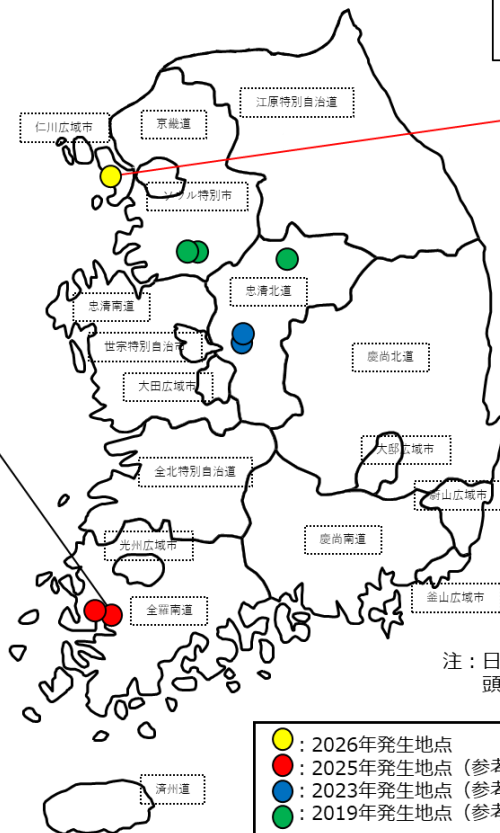 江原特別自治道
京畿道
仁川広域市
ソウル特別市
忠清北道
忠清南道
世宗特別自治市
慶尚北道
大田広域市
大邱広域市
全北特別自治道
蔚山広域市
慶尚南道
光州広域市
釜山広域市
全羅南道
注：日
頭
：2026年発生地点
：2025年発生地点（参考
：2023年発生地点（参考
：2019年発生地点（参考
済州道